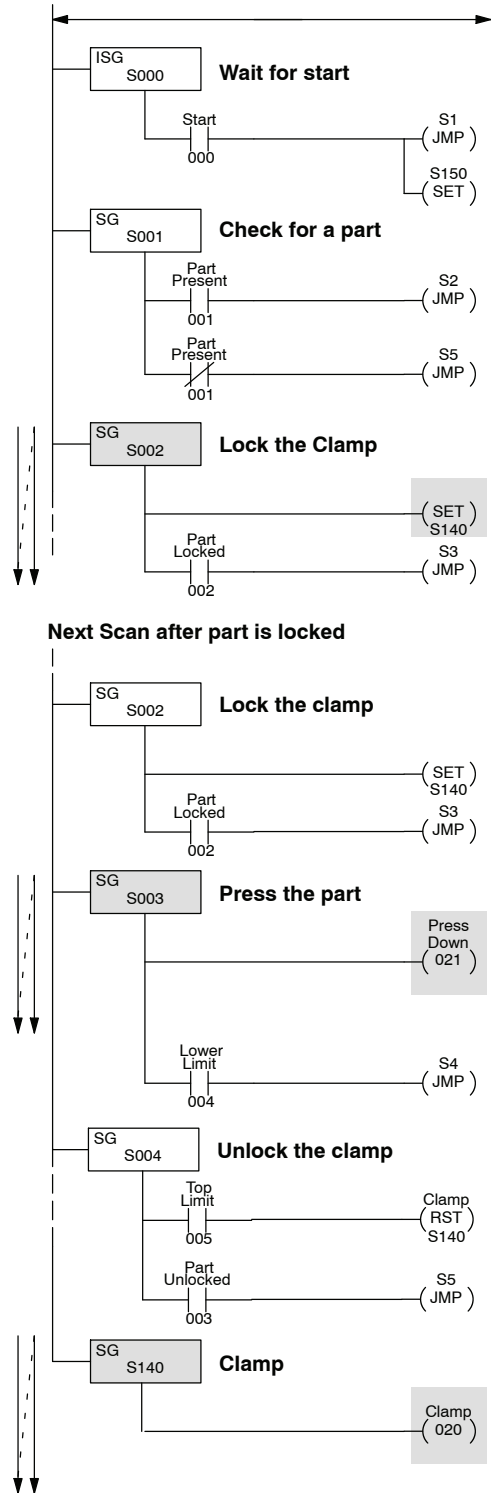 ISG
S000
Wait for start
Start
000
S1
JMP
S150
SET
SG
S001
Check for a part
Part
Present
001
S2
JMP
Part
Present
001
S5
JMP
SG
S002
Lock the Clamp
SET
S140
Part
Locked
002
S3
JMP
Next Scan after part is locked
SG
S002
Lock the clamp
SET
S140
Part
Locked
002
S3
JMP
SG
S003
Press the part
Press
Down
021
Lower
Limit
004
S4
JMP
SG
S004
Unlock the clamp
Top
Limit
005
Clamp
RST
S140
Part
Unlocked
003
S5
JMP
SG
S140
Clamp
Clamp
020